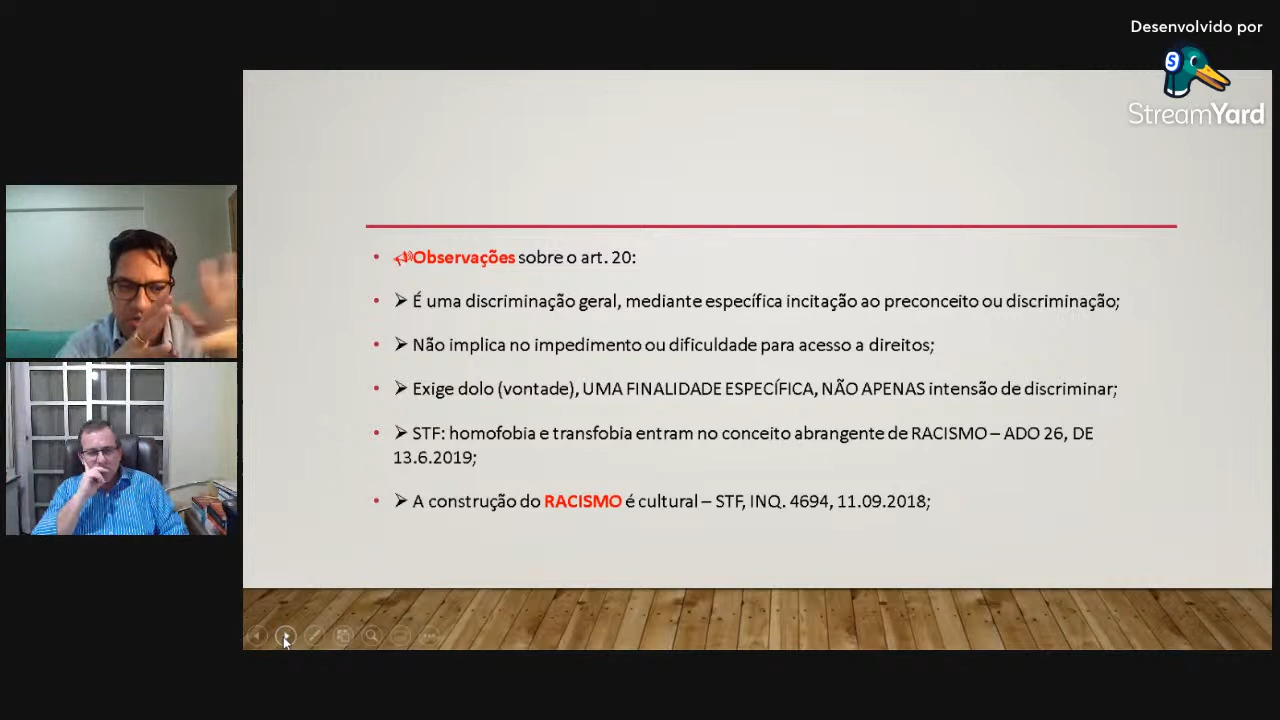 Desenvolvido por
S
StreamYard
• Observações sobre o art. 20:
• ➢ É uma discriminação geral, mediante específica incitação ao preconceito ou discriminação;
• ➢ Não implica no impedimento ou dificuldade para acesso a direitos;
• ➢ Exige dolo (vontade), UMA FINALIDADE ESPECÍFICA, NÃO APENAS intensão de discriminar;
• ➢ STF: homofobia e transfobia entram no conceito abrangente de RACISMO – ADO 26, DE
13.6.2019;
• ➢ A construção do RACISMO é cultural – STF, INQ. 4694, 11.09.2018;